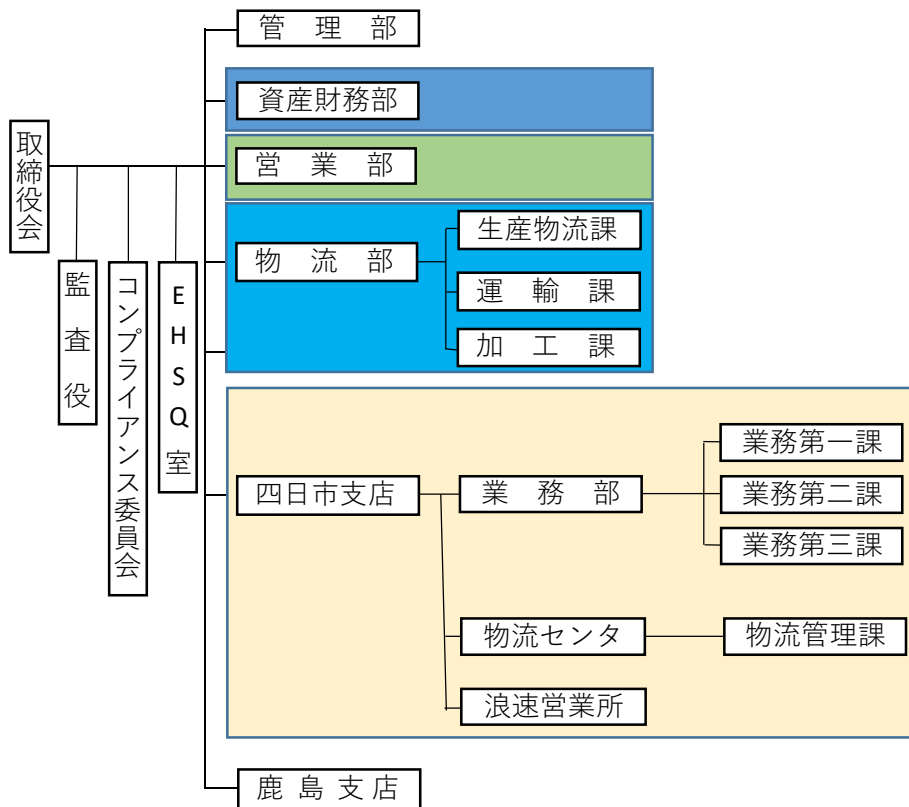 管理部
資産財務部
取締役会
営業部
物流部
生産物流課
運輸課
加工課
監査役
コンプライアンス委員会
EHSQ室
四日市支店
業務部
業務第一課
業務第二課
業務第三課
物流センタ
物流管理課
浪速営業所
鹿島支店